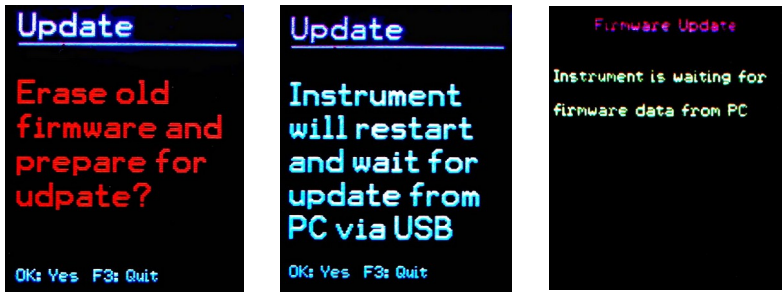 Update
Erase old
firmware and
prepare for
udpate?
OK: Yes F3: Quit
Update
Instrument
will restart
and wait for
update from
PC via USB
OK: Yes F3: Quit
Firmware Update
Instrument is waiting for
firmware data from PC